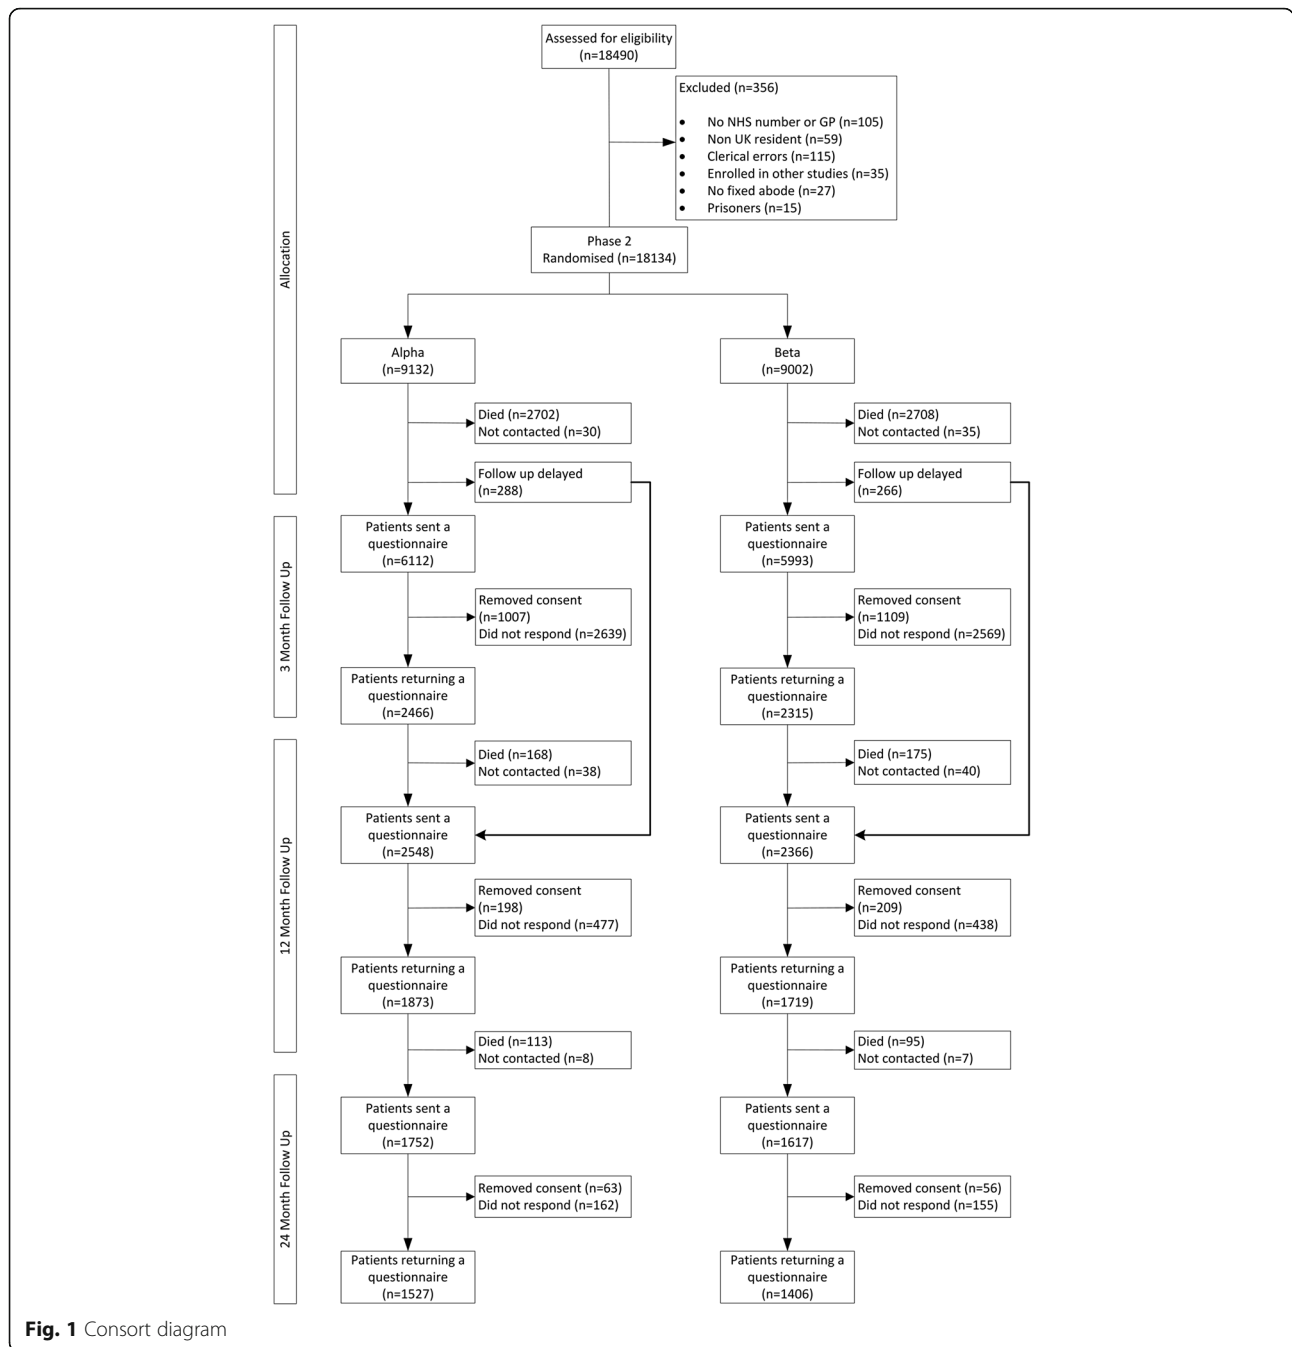 Assessed for eligibility
(n=18490)
Excluded (n=356)
• No NHS number or GP (n=105)
• Non UK resident (n=59)
• Clerical errors (n=115)
• Enrolled in other studies (n=35)
• No fixed abode (n=27)
• Prisoners (n=15)
Phase 2
Randomised (n=18134)
Allocation
Alpha
(n=9132)
Beta
(n=9002)
Died (n=2702)
Not contacted (n=30)
Died (n=2708)
Not contacted (n=35)
Follow up delayed
(n=288)
Follow up delayed
(n=266)
3 Month Follow Up
Patients sent a
questionnaire
(n=6112)
Patients sent a
questionnaire
(n=5993)
Removed consent
(n=1007)
Did not respond (n=2639)
Removed consent
(n=1109)
Did not respond (n=2569)
Patients returning a
questionnaire
(n=2466)
Patients returning a
questionnaire
(n=2315)
12 Month Follow Up
Died (n=168)
Not contacted (n=38)
Died (n=175)
Not contacted (n=40)
Patients sent a
questionnaire
(n=2548)
Patients sent a
questionnaire
(n=2366)
Removed consent
(n=198)
Did not respond (n=477)
Removed consent
(n=209)
Did not respond (n=438)
Patients returning a
questionnaire
(n=1873)
Patients returning a
questionnaire
(n=1719)
Died (n=113)
Not contacted (n=8)
Died (n=95)
Not contacted (n=7)
24 Month Follow Up
Patients sent a
questionnaire
(n=1752)
Patients sent a
questionnaire
(n=1617)
Removed consent (n=63)
Did not respond (n=162)
Removed consent (n=56)
Did not respond (n=155)
Patients returning a
questionnaire
(n=1527)
Patients returning a
questionnaire
(n=1406)
Fig. 1 Consort diagram